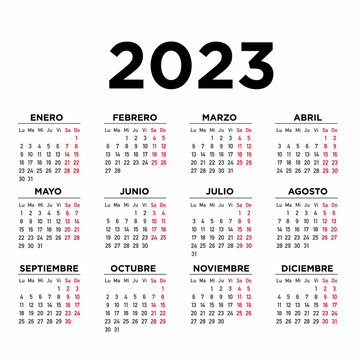 2023
ENERO
Lu Ma Mi Ju Vi Sa Do
1
2 3 4 5 6 7 8
9 10 11 12 13 14 15
16 17 18 19 20 21 22
23 24 25 26 27 28 29
30 31
FEBRERO
Lu Ma Mi Ju Vi Sa Do
1 2 3 4 5
6 7 8 9 10 11 12
13 14 15 16 17 18 19
20 21 22 23 24 25 26
27 28
MARZO
Lu Ma Mi Ju Vi Sa Do
1 2 3 4 5
6 7 8 9 10 11 12
13 14 15 16 17 18 19
20 21 22 23 24 25 26
27 28 29 30 31
ABRIL
Lu Ma Mi Ju Vi Sa Do
1 2
3 4 5 6 7 8 9
10 11 12 13 14 15 16
17 18 19 20 21 22 23
24 25 26 27 28 29 30
MAYO
Lu Ma Mi Ju Vi Sa Do
1 2 3 4 5 6 7
8 9 10 11 12 13 14
15 16 17 18 19 20 21
22 23 24 25 26 27 28
29 30 31
JUNIO
Lu Ma Mi Ju Vi Sa Do
1 2 3 4
5 6 7 8 9 10 11
12 13 14 15 16 17 18
19 20 21 22 23 24 25
26 27 28 29 30
JULIO
Lu Ma Mi Ju Vi Sa Do
1 2
3 4 5 6 7 8 9
10 11 12 13 14 15 16
17 18 19 20 21 22 23
24 25 26 27 28 29 30
31
AGOSTO
Lu Ma Mi Ju Vi Sa Do
1 2 3 4 5 6
7 8 9 10 11 12 13
14 15 16 17 18 19 20
21 22 23 24 25 26 27
28 29 30 31
SEPTIEMBRE
Lu Ma Mi Ju Vi Sa Do
1 2 3
4 5 6 7 8 9 10
11 12 13 14 15 16 17
18 19 20 21 22 23 24
25 26 27 28 29 30
OCTUBRE
Lu Ma Mi Ju Vi Sa Do
1
2 3 4 5 6 7 8
9 10 11 12 13 14 15
16 17 18 19 20 21 22
23 24 25 26 27 28 29
30 31
NOVIEMBRE
Lu Ma Mi Ju Vi Sa Do
1 2 3 4 5
6 7 8 9 10 11 12
13 14 15 16 17 18 19
20 21 22 23 24 25 26
27 28 29 30
DICIEMBRE
Lu Ma Mi Ju Vi Sa Do
1 2 3
4 5 6 7 8 9 10
11 12 13 14 15 16 17
18 19 20 21 22 23 24
25 26 27 28 29 30 31